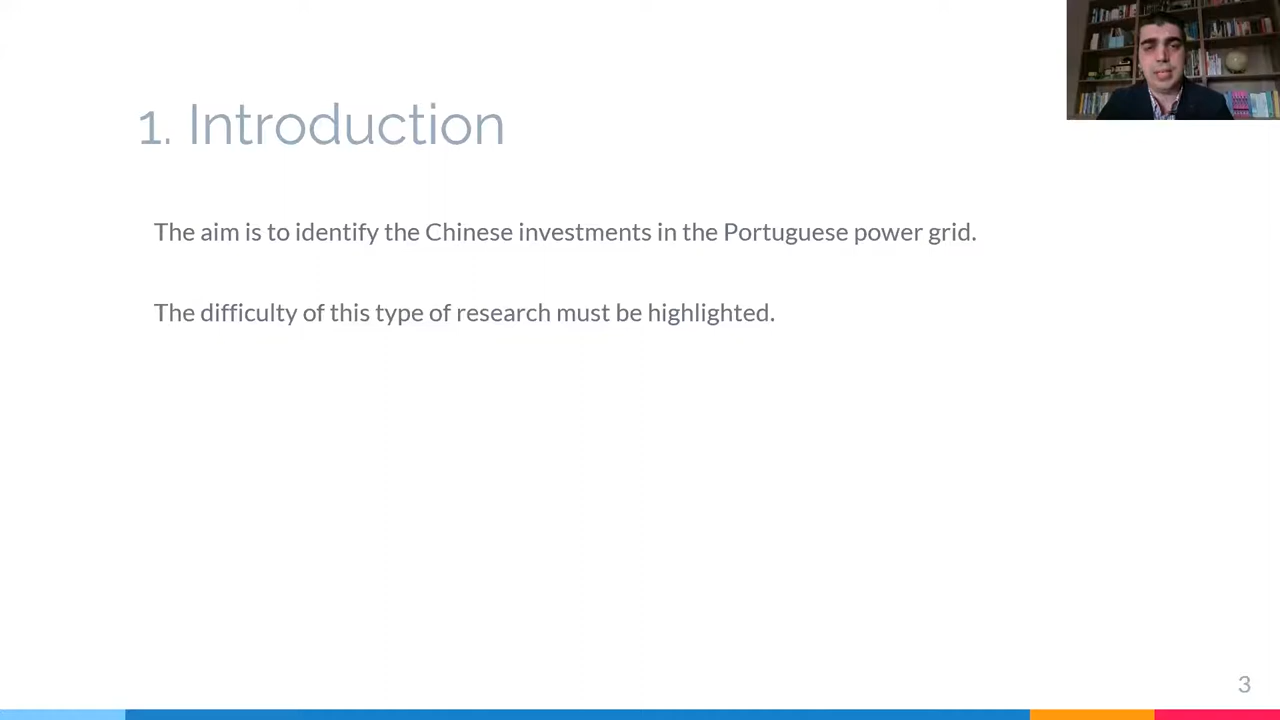 1. Introduction
The aim is to identify the Chinese investments in the Portuguese power grid.
The difficulty of this type of research must be highlighted.
3